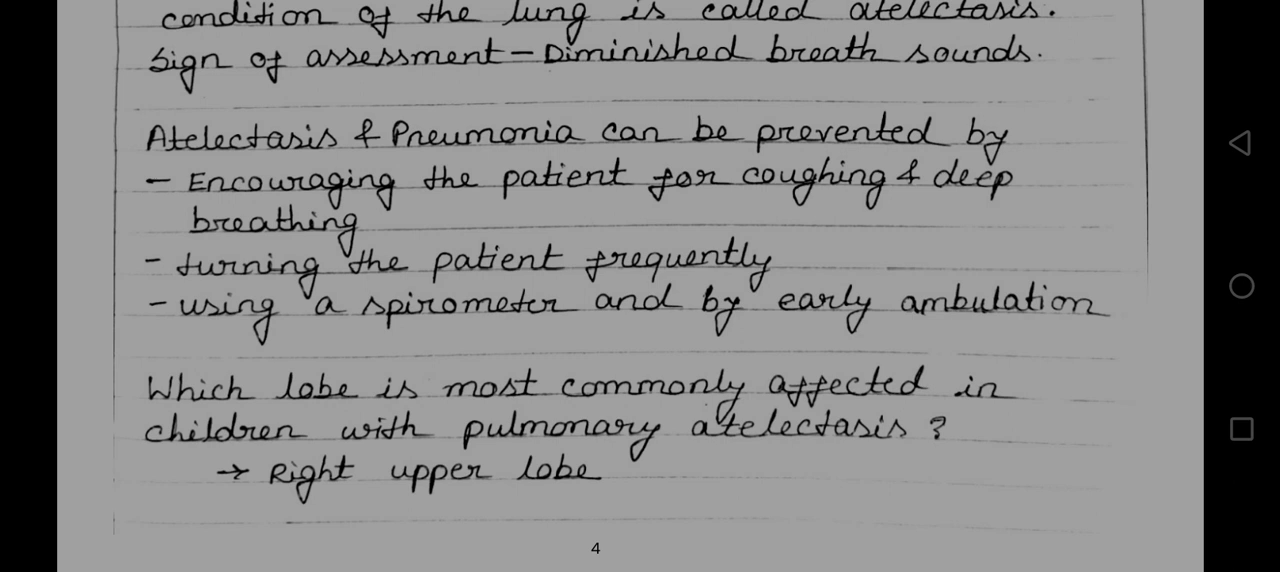 condition of the lung is called atelectasis.
Sign of assessment – Diminished breath sounds.
Atelectasis & Pneumonia can be prevented by
– Encouraging the patient for coughing & deep
breathing
- turning the patient frequently
- using a spirometer and by early ambulation
Which lobe is most commonly affected in
children with pulmonary atelectasis ?
→ Right upper lobe
4